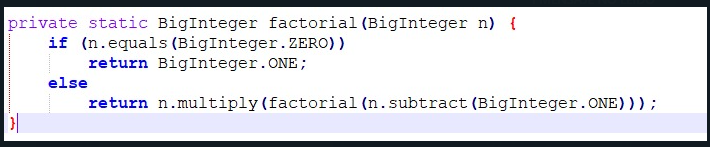 private static BigInteger factorial(BigInteger n) {
    if (n.equals(BigInteger.ZERO))
        return BigInteger.ONE;
    else
        return n.multiply(factorial(n.subtract(BigInteger.ONE)));
}